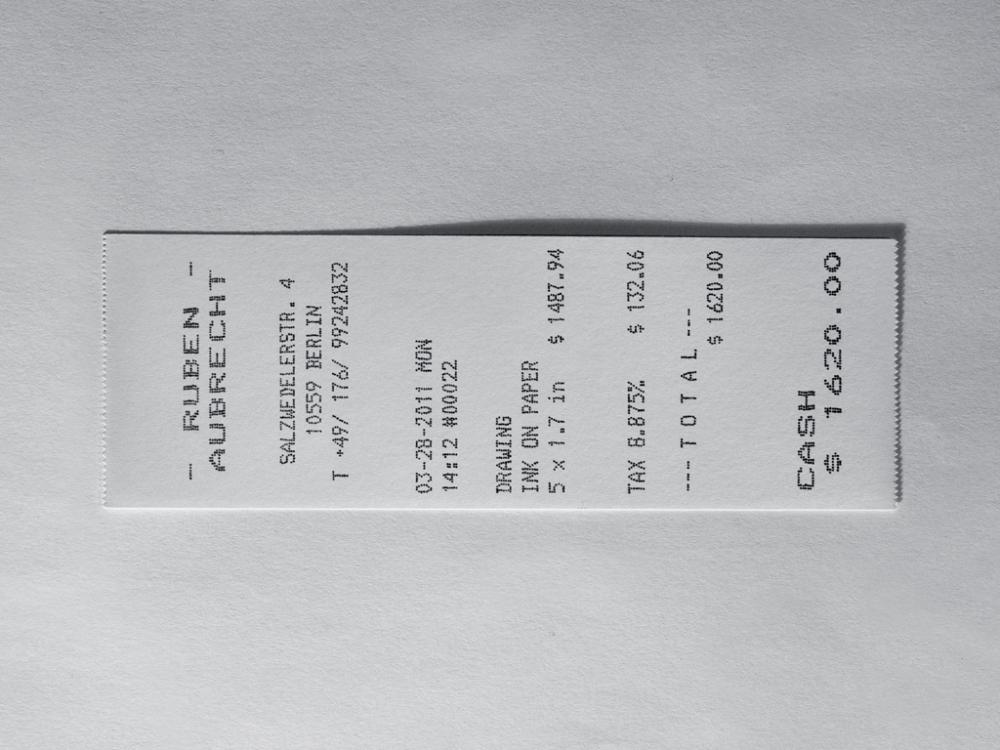 - RUBEN -
AUBRECHT
SALZWEDELERSTR. 4
10559 BERLIN
T +49/ 176/ 99242832
03-28-2011 MON
14:12 #00022
DRAWING
INK ON PAPER
5 x 1.7 in $ 1487.94
TAX 8.875% $ 132.06
--- T O T A L ---
$ 1620.00
CASH
$ 1620.00